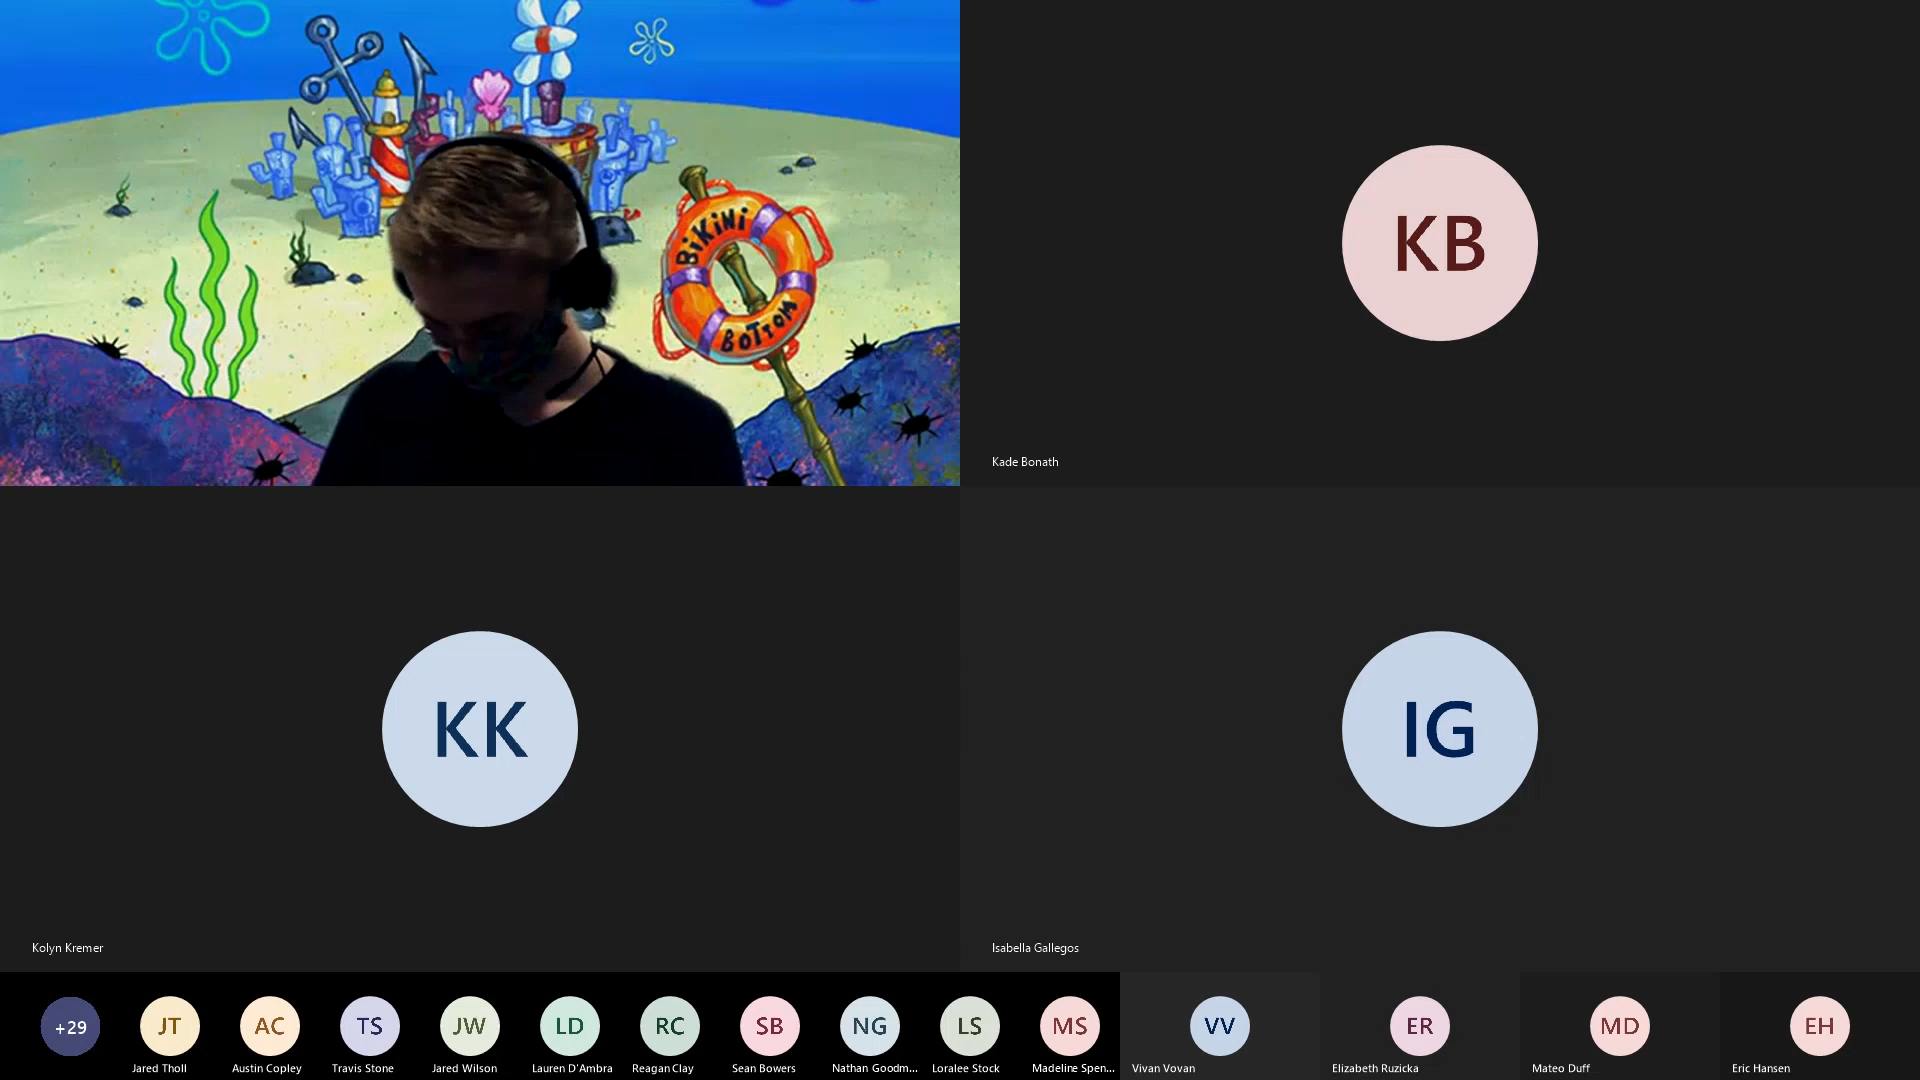 BiKiNi
BOTTOM
KB
Kade Bonath
KK
Kolyn Kremer
IG
Isabella Gallegos
+29
JT
AC
TS
JW
LD
RC
SB
NG
LS
MS
VV
ER
MD
EH
Jared Tholl
Austin Copley
Travis Stone
Jared Wilson
Lauren D'Ambra
Reagan Clay
Sean Bowers
Nathan Goodm...
Loralee Stock
Madeline Spen...
Vivan Vovan
Elizabeth Ruzicka
Mateo Duff
Eric Hansen